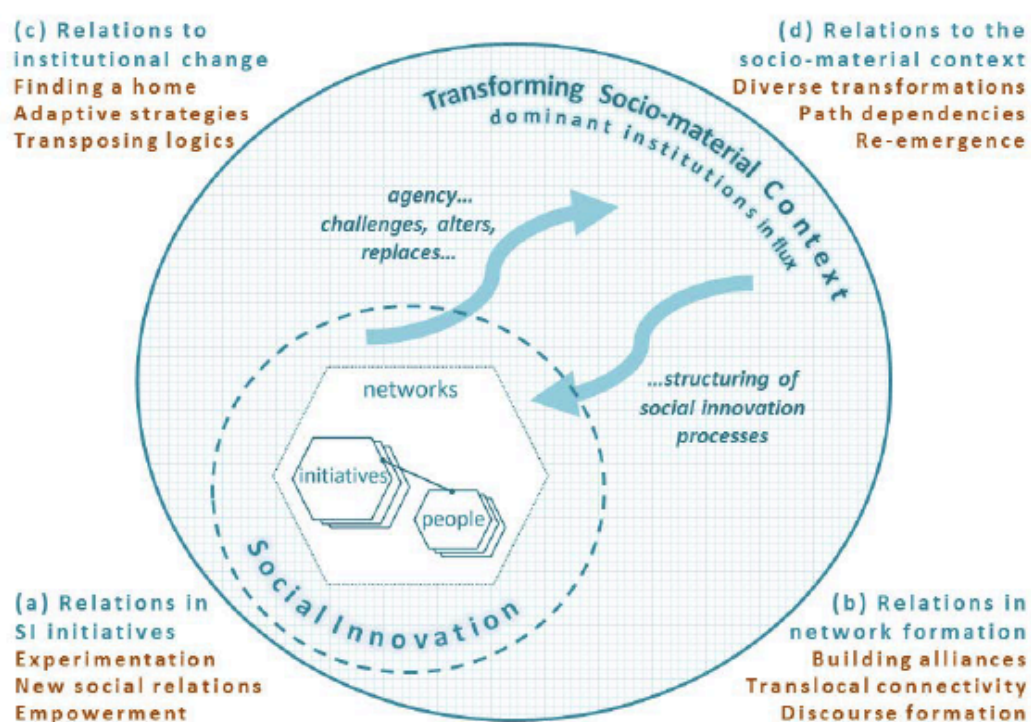 (c) Relations to
institutional change
Finding a home
Adaptive strategies
Transposing logics
(d) Relations to the
socio-material context
Diverse transformations
Path dependencies
Re-emergence
Transforming Socio-material Context
dominant institutions in flux
agency...
challenges, alters,
replaces...
...structuring of
social innovation
processes
networks
initiatives
people
Social Innovation
(a) Relations in
SI initiatives
Experimentation
New social relations
Empowerment
(b) Relations in
network formation
Building alliances
Translocal connectivity
Discourse formation